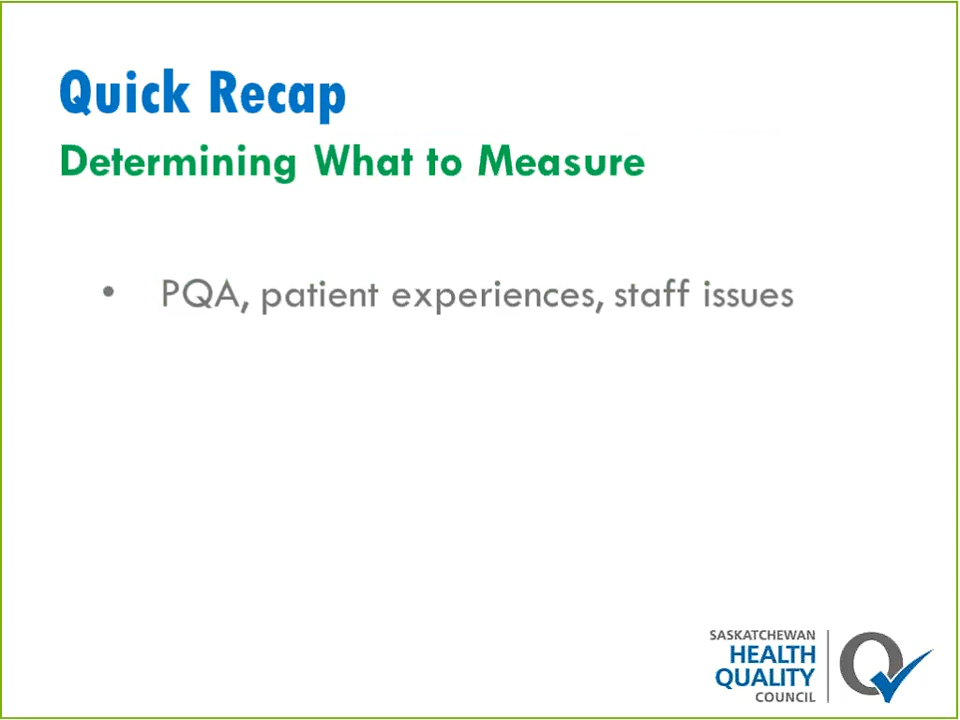 Quick Recap
Determining What to Measure
• PQA, patient experiences, staff issues
SASKATCHEWAN
HEALTH
QUALITY
COUNCIL